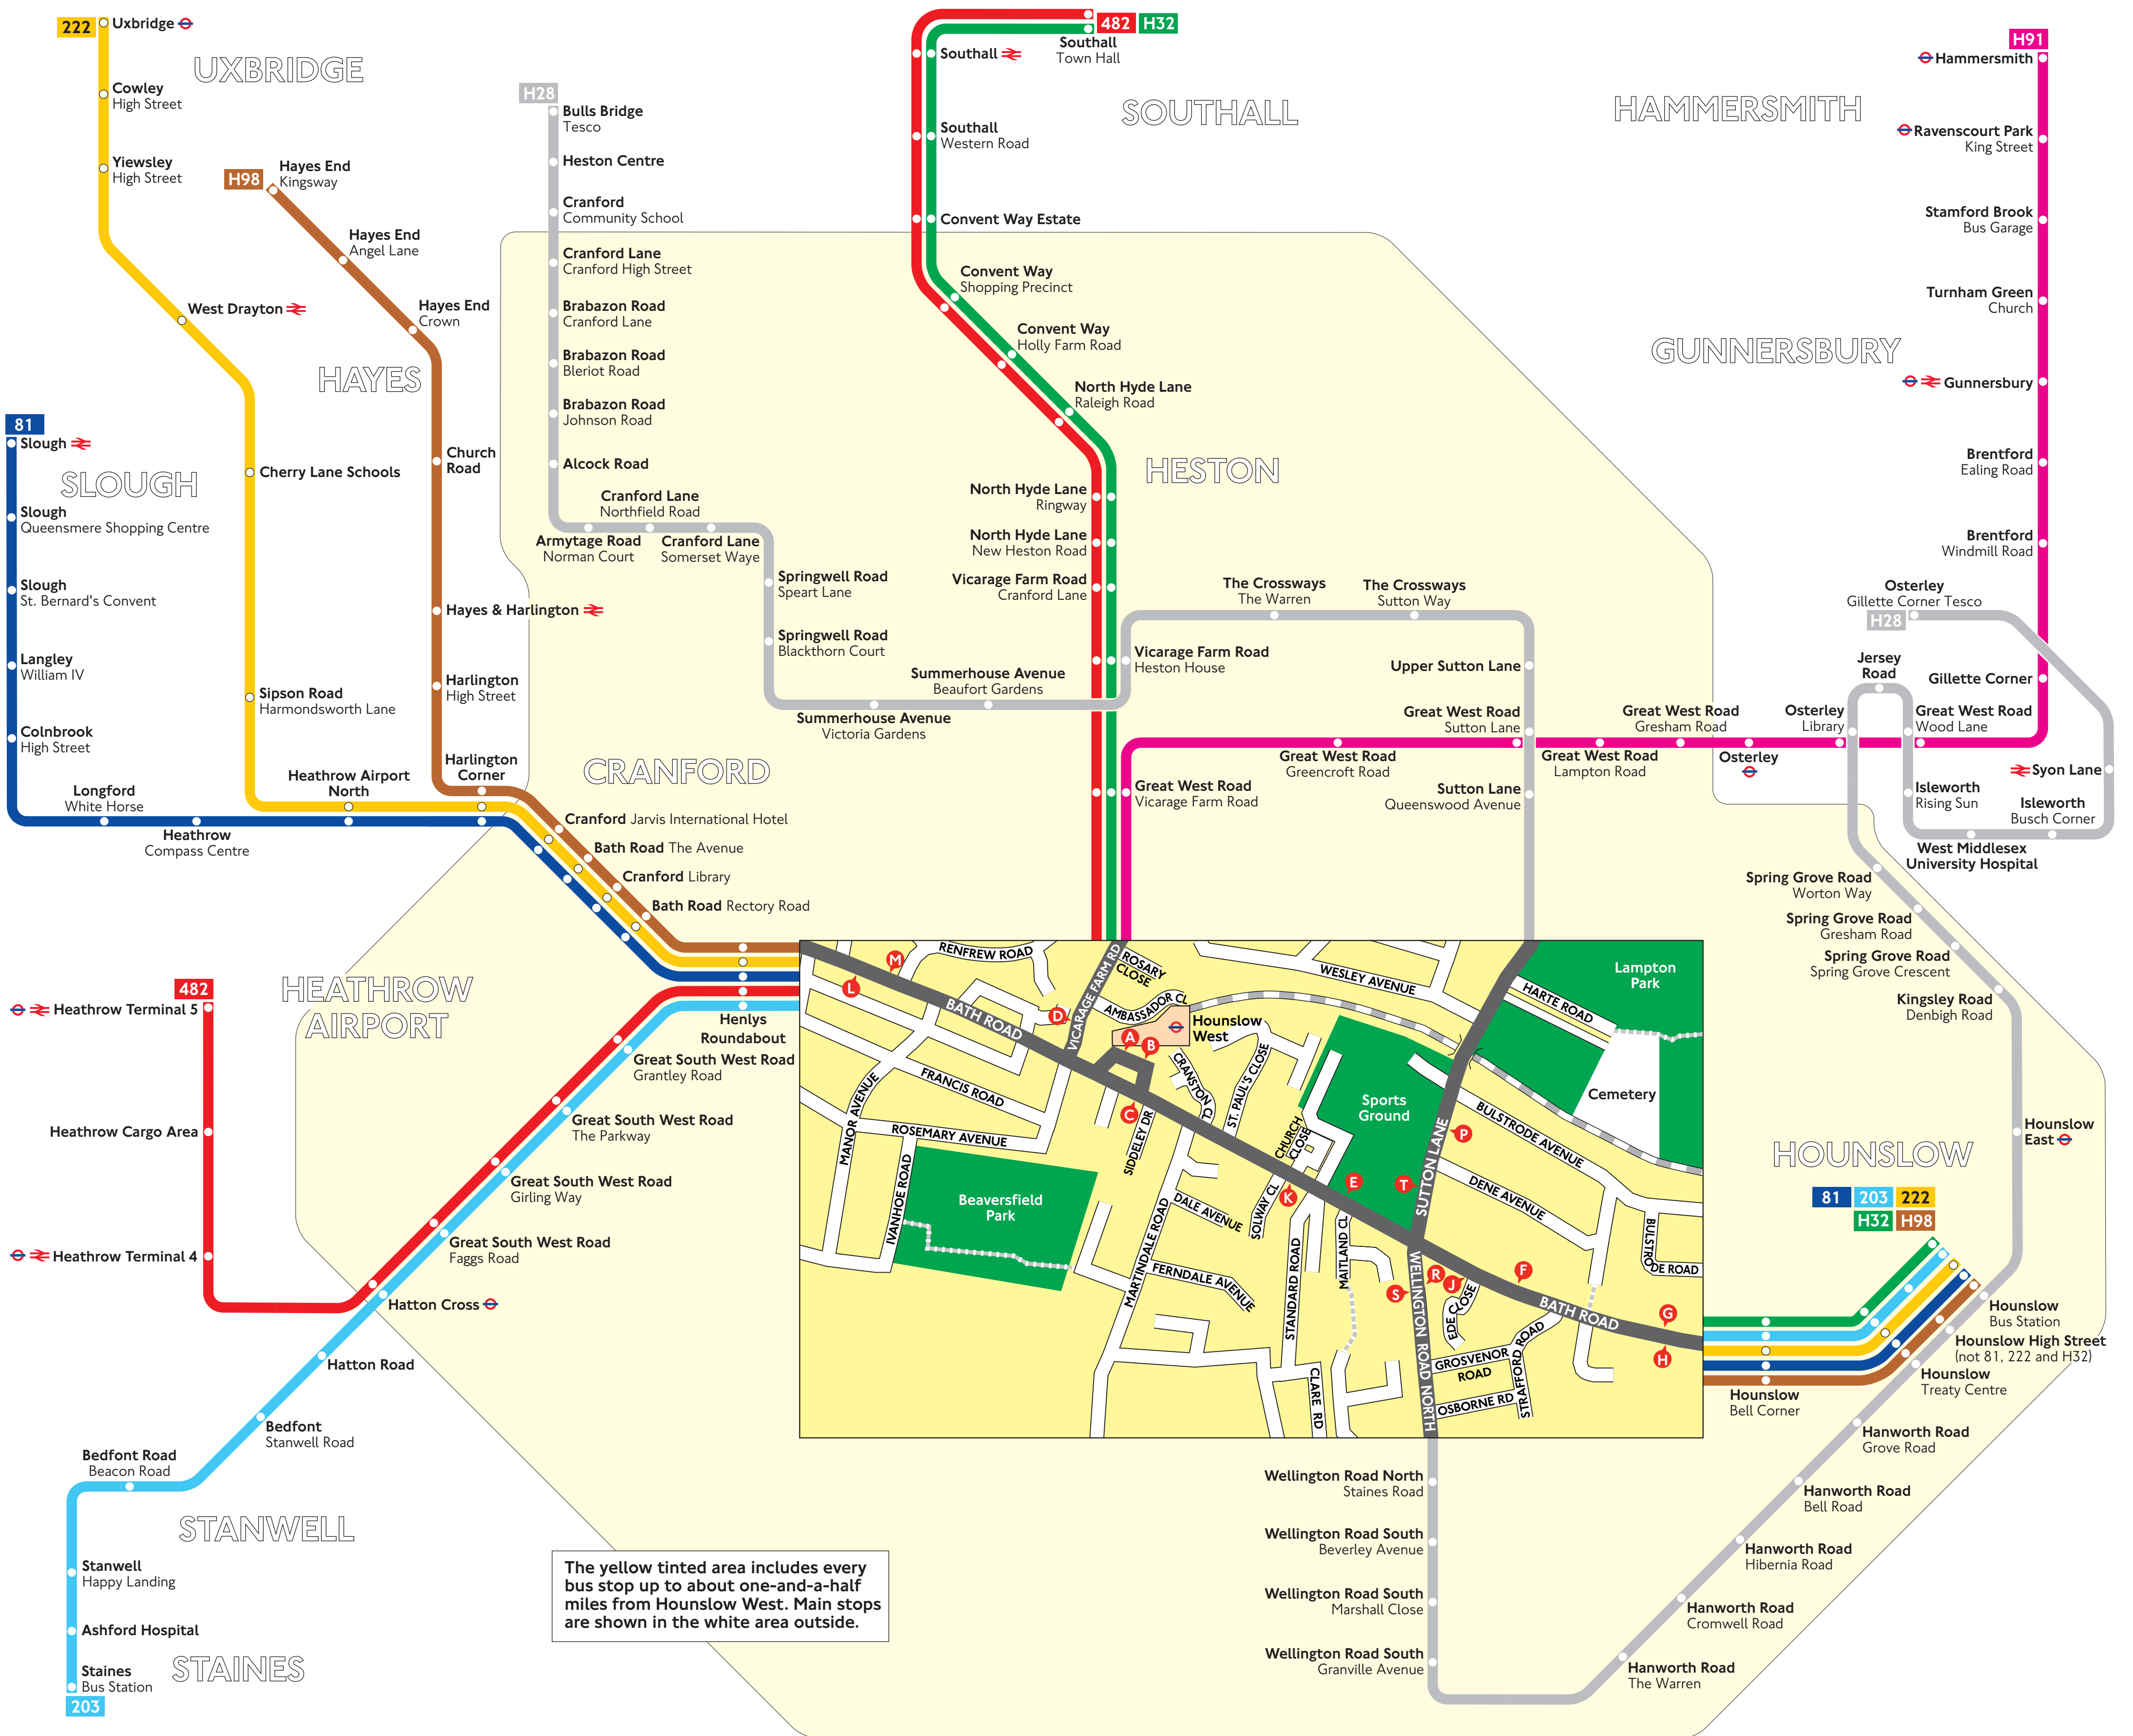 222
Uxbridge
UXBRIDGE
Cowley
High Street
Yiewsley
High Street
West Drayton
Cherry Lane Schools
Sipson Road
Harmondsworth Lane
Heathrow Airport
North
H98
Hayes End
Kingsway
Hayes End
Angel Lane
Hayes End
Crown
HAYES
Church
Road
Hayes & Harlington
Harlington
High Street
Harlington
Corner
81
Slough
SLOUGH
Slough
Queensmere Shopping Centre
Slough
St. Bernard's Convent
Langley
William IV
Colnbrook
High Street
Longford
White Horse
Heathrow
Compass Centre
H28
Bulls Bridge
Tesco
Heston Centre
Cranford
Community School
Cranford Lane
Cranford High Street
Brabazon Road
Cranford Lane
Brabazon Road
Bleriot Road
Brabazon Road
Johnson Road
Alcock Road
Cranford Lane
Northfield Road
Armytage Road
Norman Court
Cranford Lane
Somerset Waye
Springwell Road
Speart Lane
Springwell Road
Blackthorn Court
Summerhouse Avenue
Beaufort Gardens
Summerhouse Avenue
Victoria Gardens
CRANFORD
Cranford Jarvis International Hotel
Bath Road The Avenue
Cranford Library
Bath Road Rectory Road
482
H32
Southall
Town Hall
Southall
SOUTHALL
Southall
Western Road
Convent Way Estate
Convent Way
Shopping Precinct
Convent Way
Holly Farm Road
North Hyde Lane
Raleigh Road
HESTON
North Hyde Lane
Ringway
North Hyde Lane
New Heston Road
Vicarage Farm Road
Cranford Lane
Vicarage Farm Road
Heston House
The Crossways
The Warren
The Crossways
Sutton Way
Upper Sutton Lane
Great West Road
Sutton Lane
Sutton Lane
Queenswood Avenue
Great West Road
Vicarage Farm Road
Great West Road
Greencroft Road
Great West Road
Lampton Road
Great West Road
Gresham Road
Osterley
Osterley
Library
Great West Road
Wood Lane
H91
Hammersmith
HAMMERSMITH
Ravenscourt Park
King Street
Stamford Brook
Bus Garage
Turnham Green
Church
GUNNERSBURY
Gunnersbury
Brentford
Ealing Road
Brentford
Windmill Road
Osterley
Gillette Corner Tesco
H28
Jersey
Road
Gillette Corner
Syon Lane
Isleworth
Rising Sun
Isleworth
Busch Corner
West Middlesex
University Hospital
Spring Grove Road
Worton Way
Spring Grove Road
Gresham Road
Spring Grove Road
Spring Grove Crescent
Kingsley Road
Denbigh Road
Hounslow
East
HOUNSLOW
81
203
222
H32
H98
Hounslow
Bus Station
Hounslow High Street
(not 81, 222 and H32)
Hounslow
Treaty Centre
Hounslow
Bell Corner
Hanworth Road
Grove Road
Hanworth Road
Bell Road
Hanworth Road
Hibernia Road
Hanworth Road
Cromwell Road
Hanworth Road
The Warren
Wellington Road North
Staines Road
Wellington Road South
Beverley Avenue
Wellington Road South
Marshall Close
Wellington Road South
Granville Avenue
HEATHROW
AIRPORT
482
Heathrow Terminal 5
Heathrow Cargo Area
Heathrow Terminal 4
Henlys
Roundabout
Great South West Road
Grantley Road
Great South West Road
The Parkway
Great South West Road
Girling Way
Great South West Road
Faggs Road
Hatton Cross
Hatton Road
Bedfont
Stanwell Road
Bedfont Road
Beacon Road
STANWELL
Stanwell
Happy Landing
Ashford Hospital
STAINES
Staines
Bus Station
203
The yellow tinted area includes every
bus stop up to about one-and-a-half
miles from Hounslow West. Main stops
are shown in the white area outside.
RENFREW ROAD
ROSARY
CLOSE
WESLEY AVENUE
Lampton
Park
HARTE ROAD
M
L
BATH ROAD
D
VICARAGE FARM RD
AMBASSADOR CL
Hounslow
West
A
B
C
CRANSTON CL
ST. PAUL'S CLOSE
Sports
Ground
Cemetery
FRANCIS ROAD
MANOR AVENUE
ROSEMARY AVENUE
SIDDELEY DR
CHURCH
CLOSE
SUTTON LANE
P
BULSTRODE AVENUE
IVANHOE ROAD
Beaversfield
Park
DALE AVENUE
SOLWAY CL
K
E
T
DENE AVENUE
MARTINDALE ROAD
FERNDALE AVENUE
STANDARD ROAD
MAITLAND CL
BULSTRODE ROAD
S
R
J
F
EDE CLOSE
BATH ROAD
G
H
WELLINGTON ROAD NORTH
GROSVENOR
ROAD
STRAFFORD ROAD
OSBORNE RD
CLARE RD